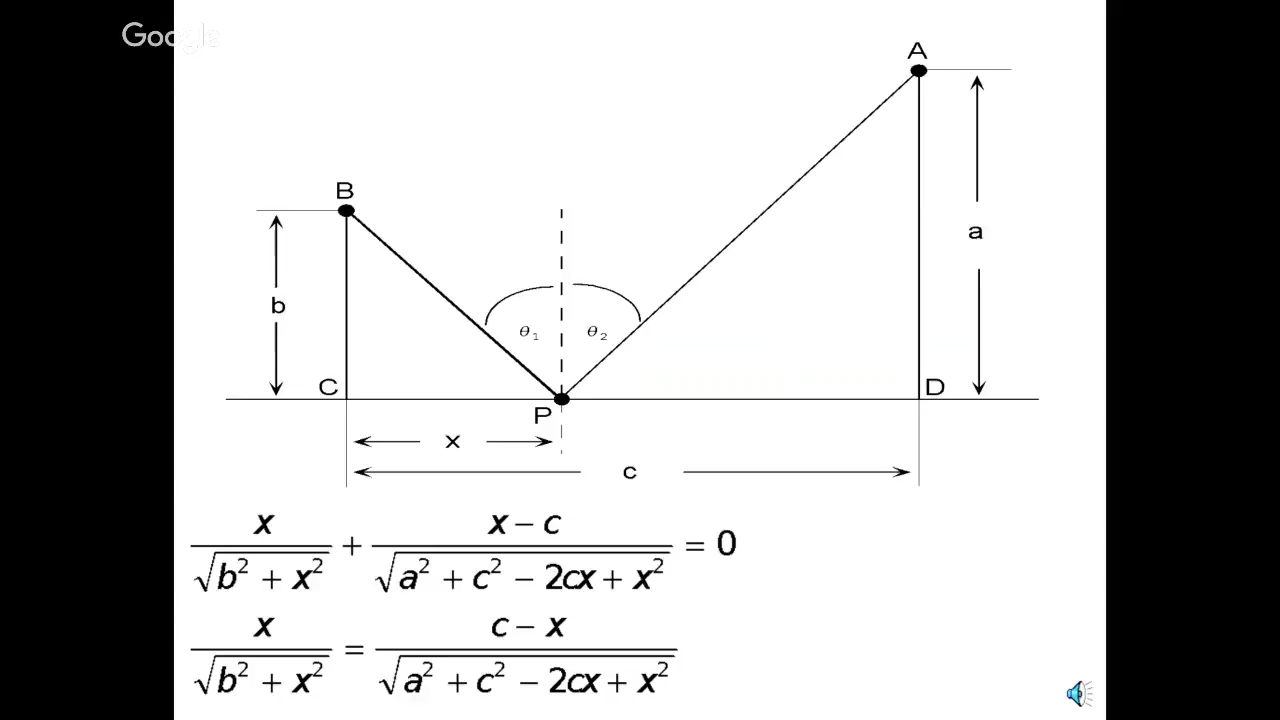 Google
A
B
a
b
θ₁ θ₂
C
D
P
x
c
x/√(b² + x²) + (x − c)/√(a² + c² − 2cx + x²) = 0
x/√(b² + x²) = (c − x)/√(a² + c² − 2cx + x²)